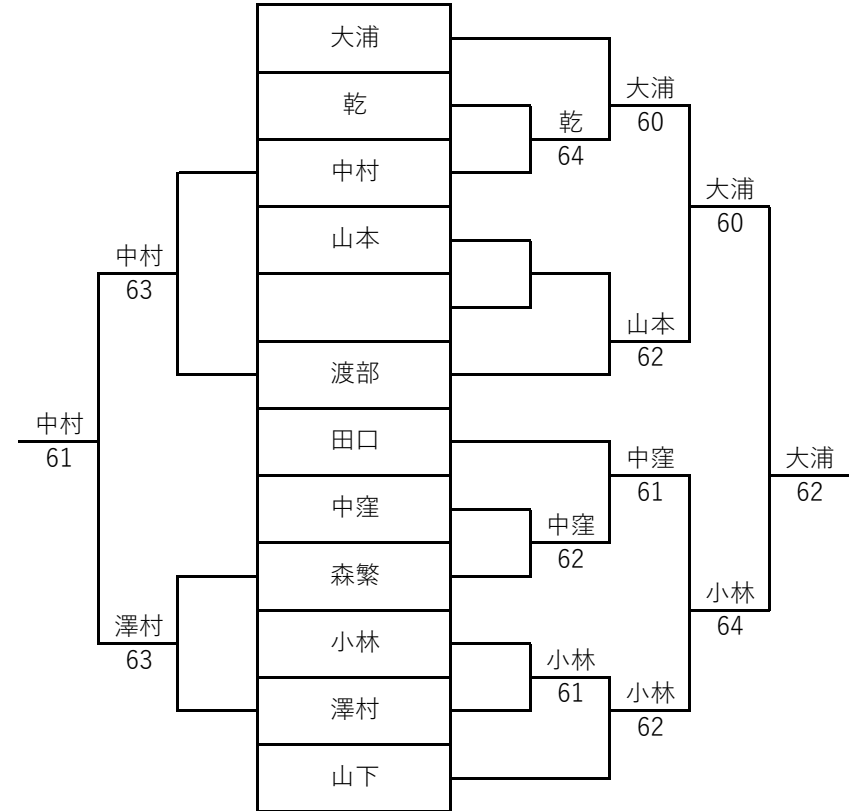 大浦
乾
中村
山本
渡部
田口
中窪
森繁
小林
澤村
山下
中村
63
澤村
63
中村
61
乾
64
中窪
62
小林
61
大浦
60
山本
62
中窪
61
小林
62
大浦
60
小林
64
大浦
62